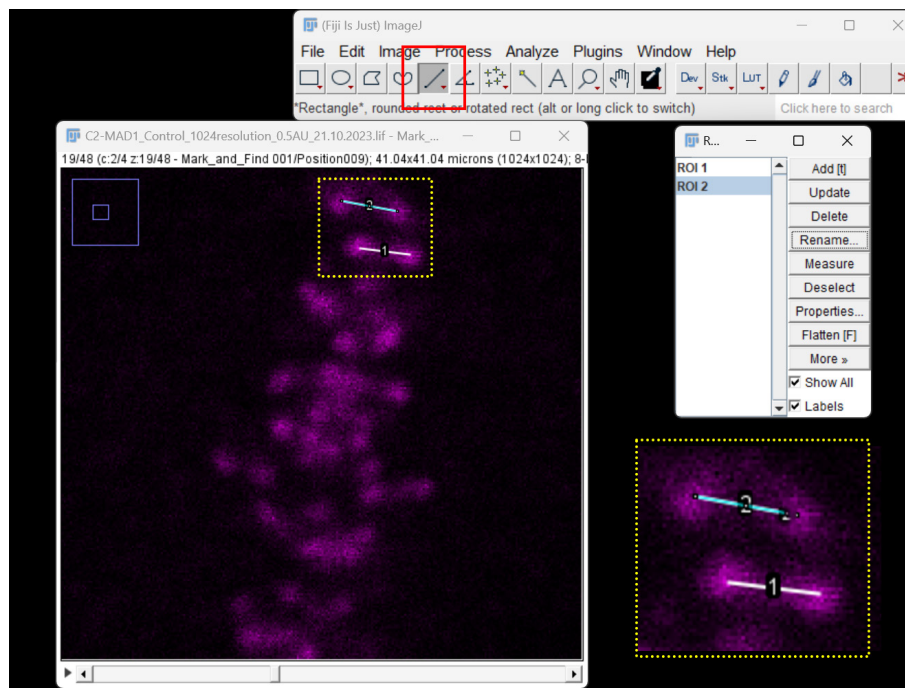 (Fiji Is Just) ImageJ
File Edit Image Process Analyze Plugins Window Help
Dev Stk LUT
*Rectangle*, rounded rect or rotated rect (alt or long click to switch)
Click here to search
C2-MAD1_Control_1024resolution_0.5AU_21.10.2023.lif - Mark_...
19/48 (c:2/4 z:19/48 - Mark_and_Find 001/Position009); 41.04x41.04 microns (1024x1024); 8-
2
1
R...
ROI 1
ROI 2
Add [t]
Update
Delete
Rename...
Measure
Deselect
Properties...
Flatten [F]
More »
Show All
Labels
2
2
1